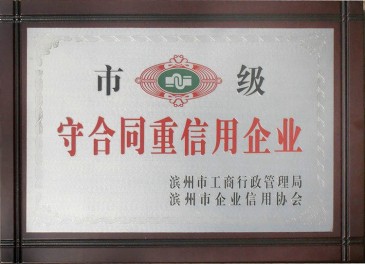 市 级
守合同重信用企业
滨州市工商行政管理局
滨州市企业信用协会